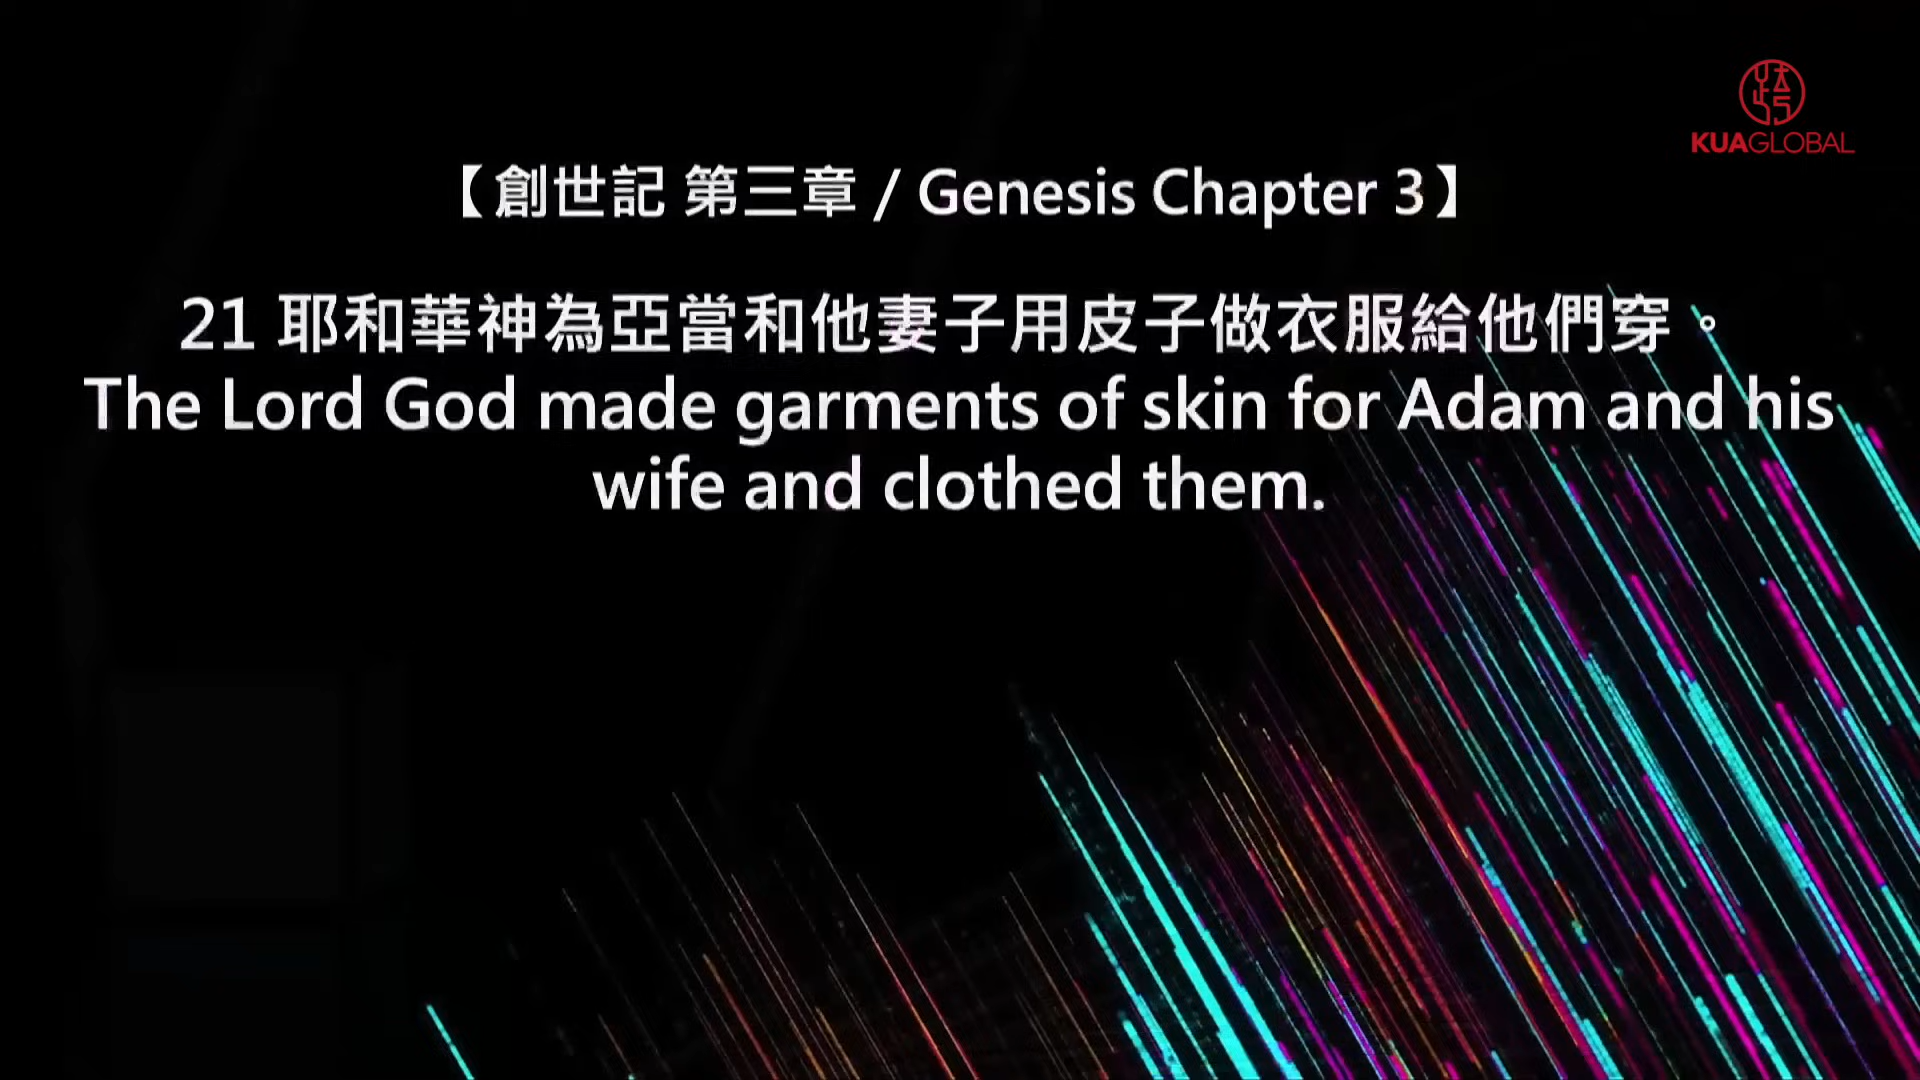 KUAGLOBAL
【創世記 第三章 / Genesis Chapter 3】
21 耶和華神為亞當和他妻子用皮子做衣服給他們穿。
The Lord God made garments of skin for Adam and his
wife and clothed them.